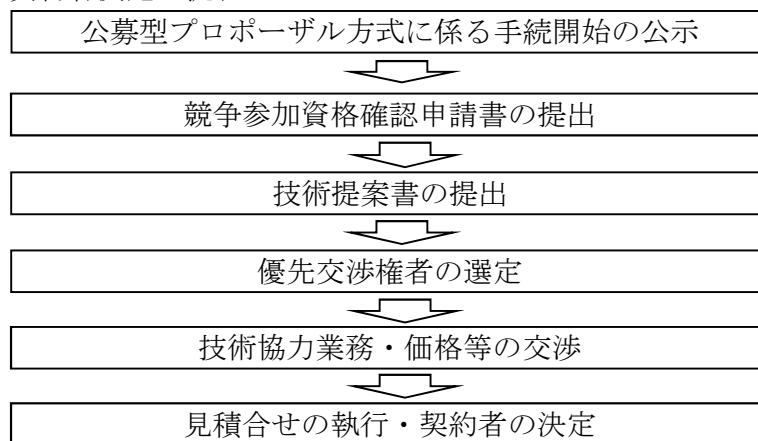 公募型プロポーザル方式に係る手続開始の公示
競争参加資格確認申請書の提出
技術提案書の提出
優先交渉権者の選定
技術協力業務・価格等の交渉
見積合せの執行・契約者の決定